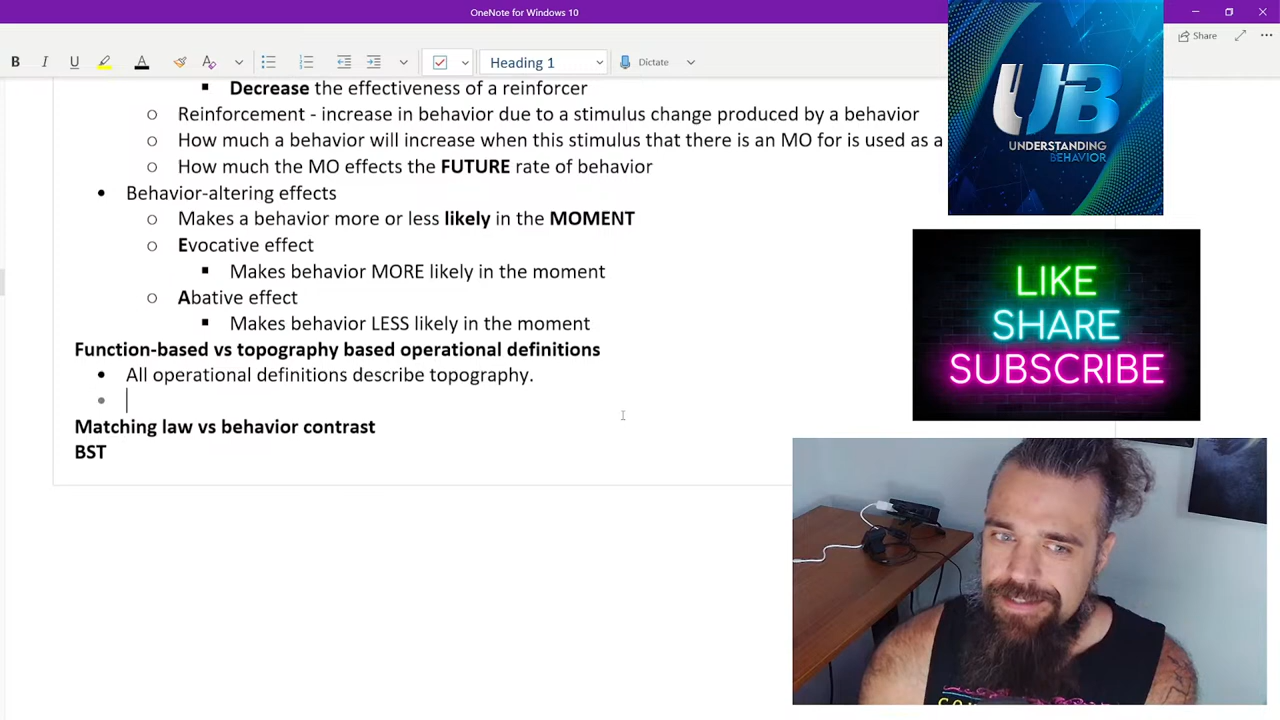 OneNote for Windows 10
Share
B I U A A Heading 1 Dictate
Decrease the effectiveness of a reinforcer
Reinforcement - increase in behavior due to a stimulus change produced by a behavior
How much a behavior will increase when this stimulus that there is an MO for is used as a
How much the MO effects the FUTURE rate of behavior
Behavior-altering effects
Makes a behavior more or less likely in the MOMENT
Evocative effect
Makes behavior MORE likely in the moment
Abative effect
Makes behavior LESS likely in the moment
Function-based vs topography based operational definitions
All operational definitions describe topography.
Matching law vs behavior contrast
BST
UB
UNDERSTANDING
BEHAVIOR
LIKE
SHARE
SUBSCRIBE